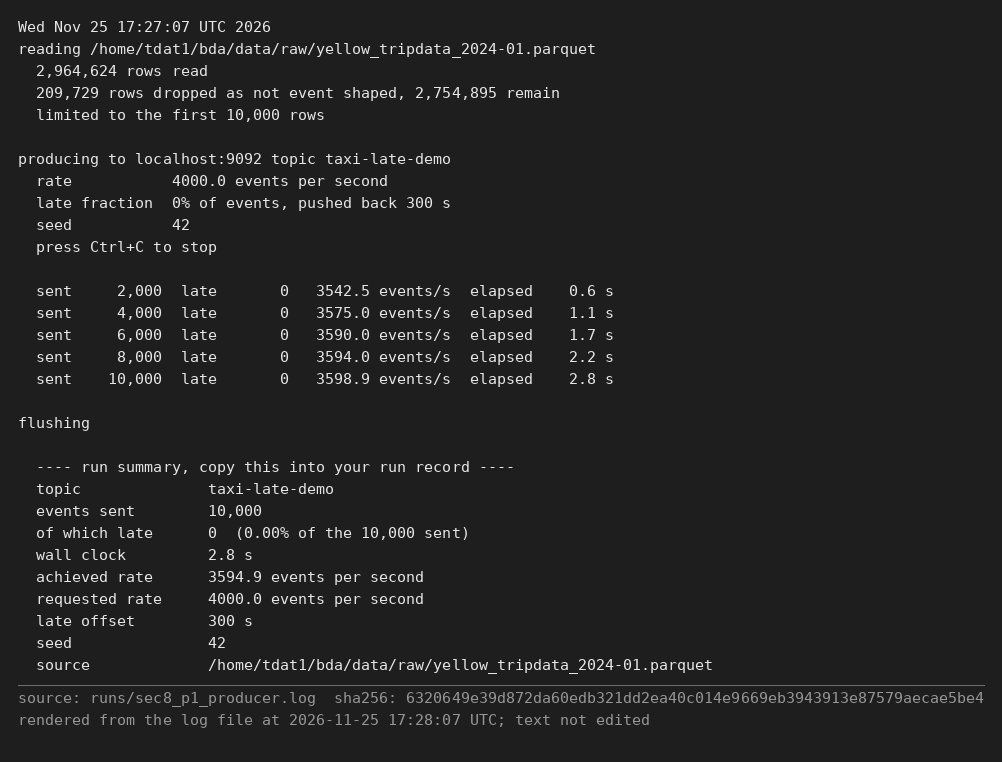 Wed Nov 25 17:27:07 UTC 2026
reading /home/tdat1/bda/data/raw/yellow_tripdata_2024-01.parquet
  2,964,624 rows read
  209,729 rows dropped as not event shaped, 2,754,895 remain
  limited to the first 10,000 rows

producing to localhost:9092 topic taxi-late-demo
  rate           4000.0 events per second
  late fraction  0% of events, pushed back 300 s
  seed           42
  press Ctrl+C to stop

  sent     2,000  late       0   3542.5 events/s  elapsed    0.6 s
  sent     4,000  late       0   3575.0 events/s  elapsed    1.1 s
  sent     6,000  late       0   3590.0 events/s  elapsed    1.7 s
  sent     8,000  late       0   3594.0 events/s  elapsed    2.2 s
  sent    10,000  late       0   3598.9 events/s  elapsed    2.8 s

flushing

  ---- run summary, copy this into your run record ----
  topic              taxi-late-demo
  events sent        10,000
  of which late      0  (0.00% of the 10,000 sent)
  wall clock         2.8 s
  achieved rate      3594.9 events per second
  requested rate     4000.0 events per second
  late offset        300 s
  seed               42
  source             /home/tdat1/bda/data/raw/yellow_tripdata_2024-01.parquet
source: runs/sec8_p1_producer.log  sha256: 6320649e39d872da60edb321dd2ea40c014e9669eb3943913e87579aecae5be4
rendered from the log file at 2026-11-25 17:28:07 UTC; text not edited